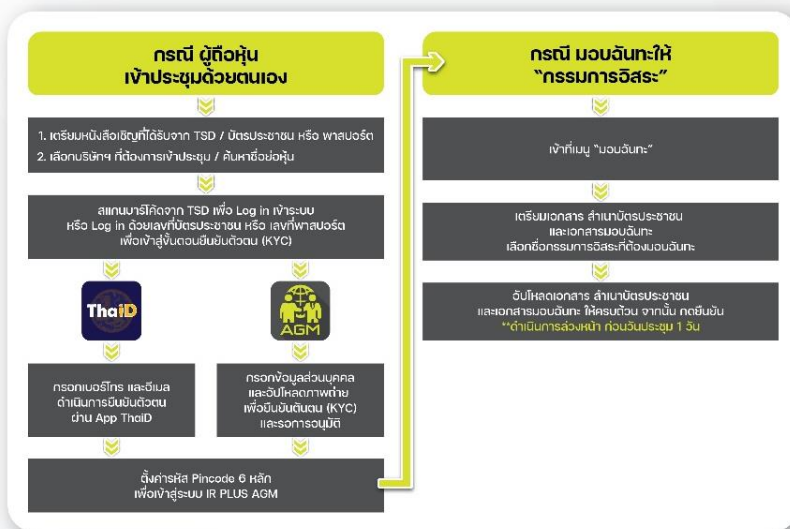 กรณี ผู้ถือหุ้น
เข้าประชุมด้วยตนเอง
1. เตรียมหนังสือเชิญที่ได้รับจาก TSD / บัตรประชาชน หรือ พาสปอร์ต
2. เลือกบริษัทฯ ที่ต้องการเข้าประชุม / ค้นหาชื่อย่อหุ้น
สแกนบาร์โค้ดจาก TSD เพื่อ Log in เข้าระบบ
หรือ Log in ด้วยเลขที่บัตรประชาชน หรือ เลขที่พาสปอร์ต
เพื่อเข้าสู่ขั้นตอนยืนยันตัวตน (KYC)
ThaiD
กรอกเบอร์โทร และอีเมล
ดำเนินการยืนยันตัวตน
ผ่าน App ThaiD
AGM
กรอกข้อมูลส่วนบุคคล
และอัปโหลดภาพถ่าย
เพื่อยืนยันตัวตน (KYC)
และรอการอนุมัติ
ตั้งค่ารหัส Pincode 6 หลัก
เพื่อเข้าสู่ระบบ IR PLUS AGM
กรณี มอบฉันทะให้
“กรรมการอิสระ”
เข้าที่เมนู “มอบฉันทะ”
เตรียมเอกสาร สำเนาบัตรประชาชน
และเอกสารมอบฉันทะ
เลือกชื่อกรรมการอิสระที่ต้องมอบฉันทะ
อัปโหลดเอกสาร สำเนาบัตรประชาชน
และเอกสารมอบฉันทะ ให้ครบถ้วน จากนั้น กดยืนยัน
**ดำเนินการล่วงหน้า ก่อนวันประชุม 1 วัน